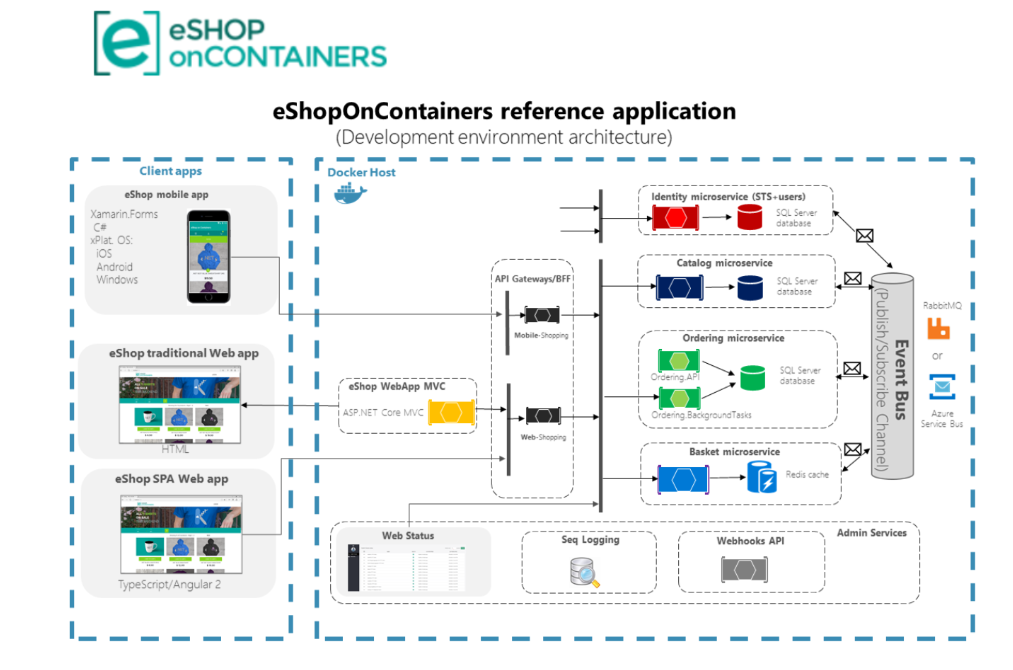 eSHOP
onCONTAINERS
eShopOnContainers reference application
(Development environment architecture)
Client apps
eShop mobile app
Xamarin.Forms
C#
xPlat. OS:
iOS
Android
Windows
eShop traditional Web app
HTML
eShop SPA Web app
TypeScript/Angular 2
Docker Host
API Gateways/BFF
Mobile-Shopping
eShop WebApp MVC
ASP.NET Core MVC
Web-Shopping
Identity microservice (STS+users)
SQL Server
database
Catalog microservice
SQL Server
database
Ordering microservice
Ordering.API
SQL Server
database
Ordering.BackgroundTasks
Basket microservice
Redis cache
Event Bus
(Publish/Subscribe Channel)
RabbitMQ
or
Azure
Service Bus
Web Status
Seq Logging
Webhooks API
Admin Services